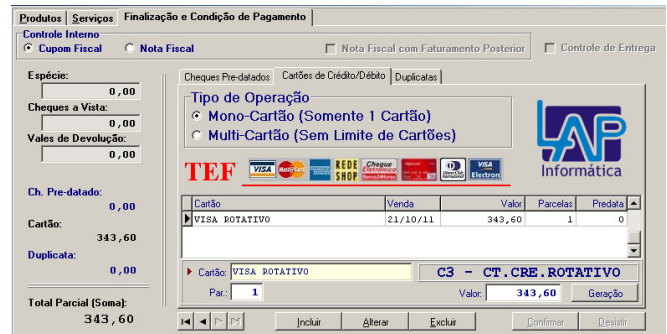 Produtos Serviços Finalização e Condição de Pagamento
Controle Interno
Cupom Fiscal Nota Fiscal Nota Fiscal com Faturamento Posterior Controle de Entrega
Espécie:
0,00
Cheques a Vista:
0,00
Vales de Devolução:
0,00
Ch. Pre-datado:
0,00
Cartão:
343,60
Duplicata:
0,00
Total Parcial (Soma):
343,60
Cheques Pre-datados Cartões de Crédito/Débito Duplicatas
Tipo de Operação
Mono-Cartão (Somente 1 Cartão)
Multi-Cartão (Sem Limite de Cartões)
LAP
Informática
TEF VISA MasterCard REDE SHOP Cheque Eletrônico VISA Electron
Cartão Venda Valor Parcelas Predata
VISA ROTATIVO 21/10/11 343,60 1 0
Cartão: VISA ROTATIVO C3 - CT.CRE.ROTATIVO
Par.: 1 Valor: 343,60 Geração
Incluir Alterar Excluir Confirmar Desistir